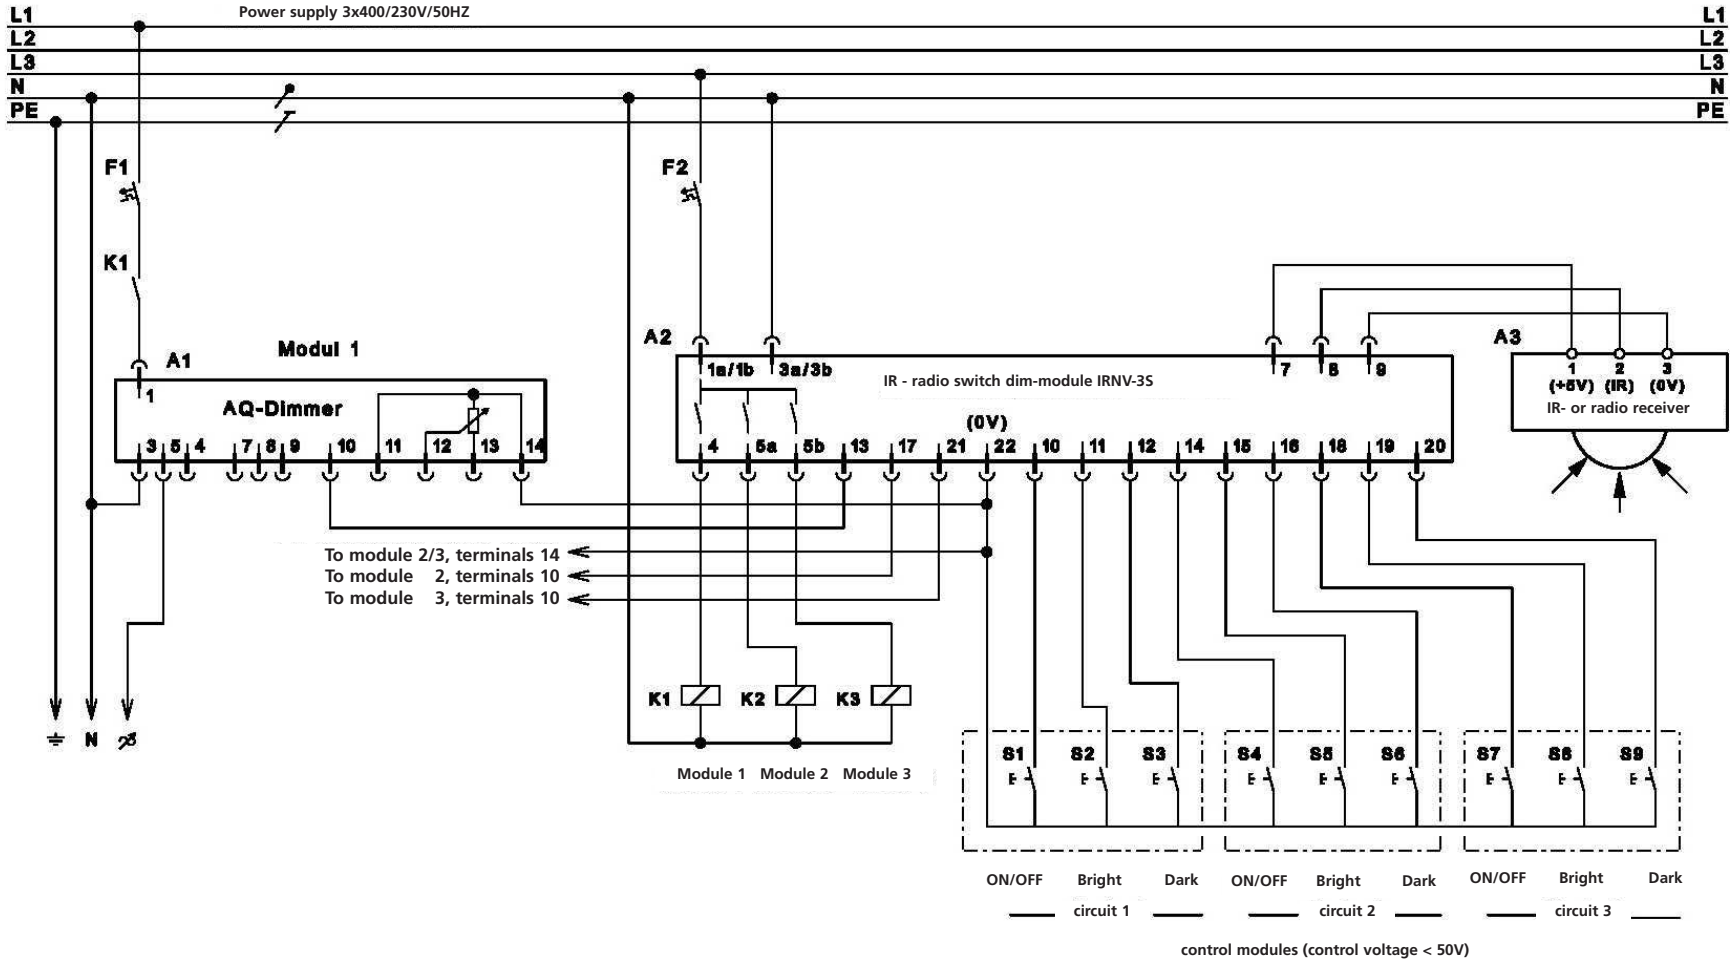 L1 Power supply 3x400/230V/50HZ L1
L2 L2
L3 L3
N N
PE PE
F1 F2
K1
A1 Modul 1 A2 A3
1 AQ-Dimmer
1a/1b 3a/3b 7 8 9
IR - radio switch dim-module IRNV-3S
(0V)
1 2 3
(+5V) (IR) (0V)
IR- or radio receiver
3 5 4 7 8 9 10 11 12 13 14
4 5a 5b 13 17 21 22 10 11 12 14 15 16 18 19 20
To module 2/3, terminals 14
To module 2, terminals 10
To module 3, terminals 10
K1 K2 K3
N
Module 1 Module 2 Module 3
S1 S2 S3 S4 S5 S6 S7 S8 S9
ON/OFF Bright Dark ON/OFF Bright Dark ON/OFF Bright Dark
circuit 1 circuit 2 circuit 3
control modules (control voltage < 50V)